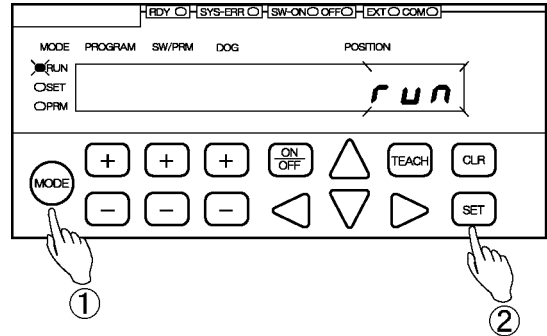 RDY SYS-ERR SW-ON OFF EXT COM
MODE PROGRAM SW/PRM DOG POSITION
RUN
SET
PRM
run
+ + + ON/OFF TEACH CLR
MODE
- - - SET
① ②